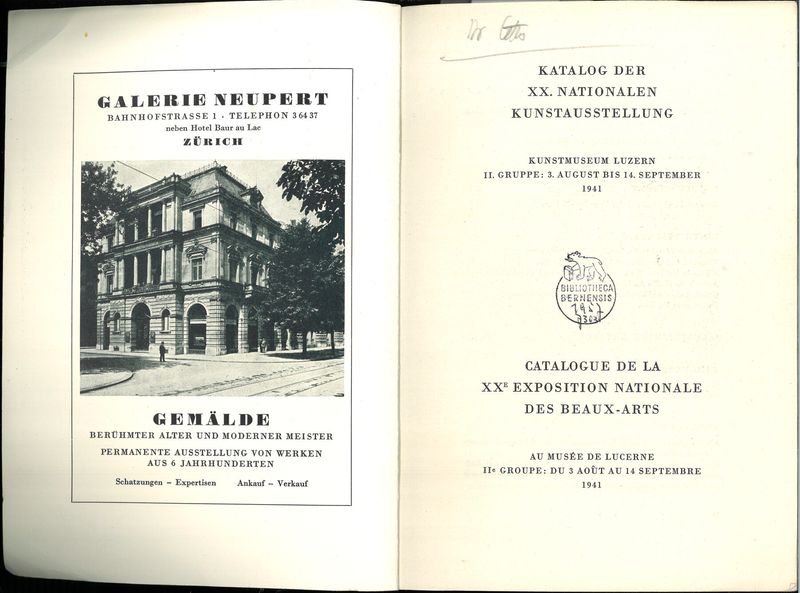 GALERIE NEUPERT
BAHNHOFSTRASSE 1 · TELEPHON 3 64 37
neben Hotel Baur au Lac
ZÜRICH
GEMÄLDE
BERÜHMTER ALTER UND MODERNER MEISTER
PERMANENTE AUSSTELLUNG VON WERKEN
AUS 6 JAHRHUNDERTEN
Schatzungen – Expertisen Ankauf – Verkauf
Dr
KATALOG DER
XX. NATIONALEN
KUNSTAUSSTELLUNG
KUNSTMUSEUM LUZERN
II. GRUPPE: 3. AUGUST BIS 14. SEPTEMBER
1941
BIBLIOTHECA
BERNENSIS
CATALOGUE DE LA
XXE EXPOSITION NATIONALE
DES BEAUX-ARTS
AU MUSÉE DE LUCERNE
IIe GROUPE: DU 3 AOÛT AU 14 SEPTEMBRE
1941